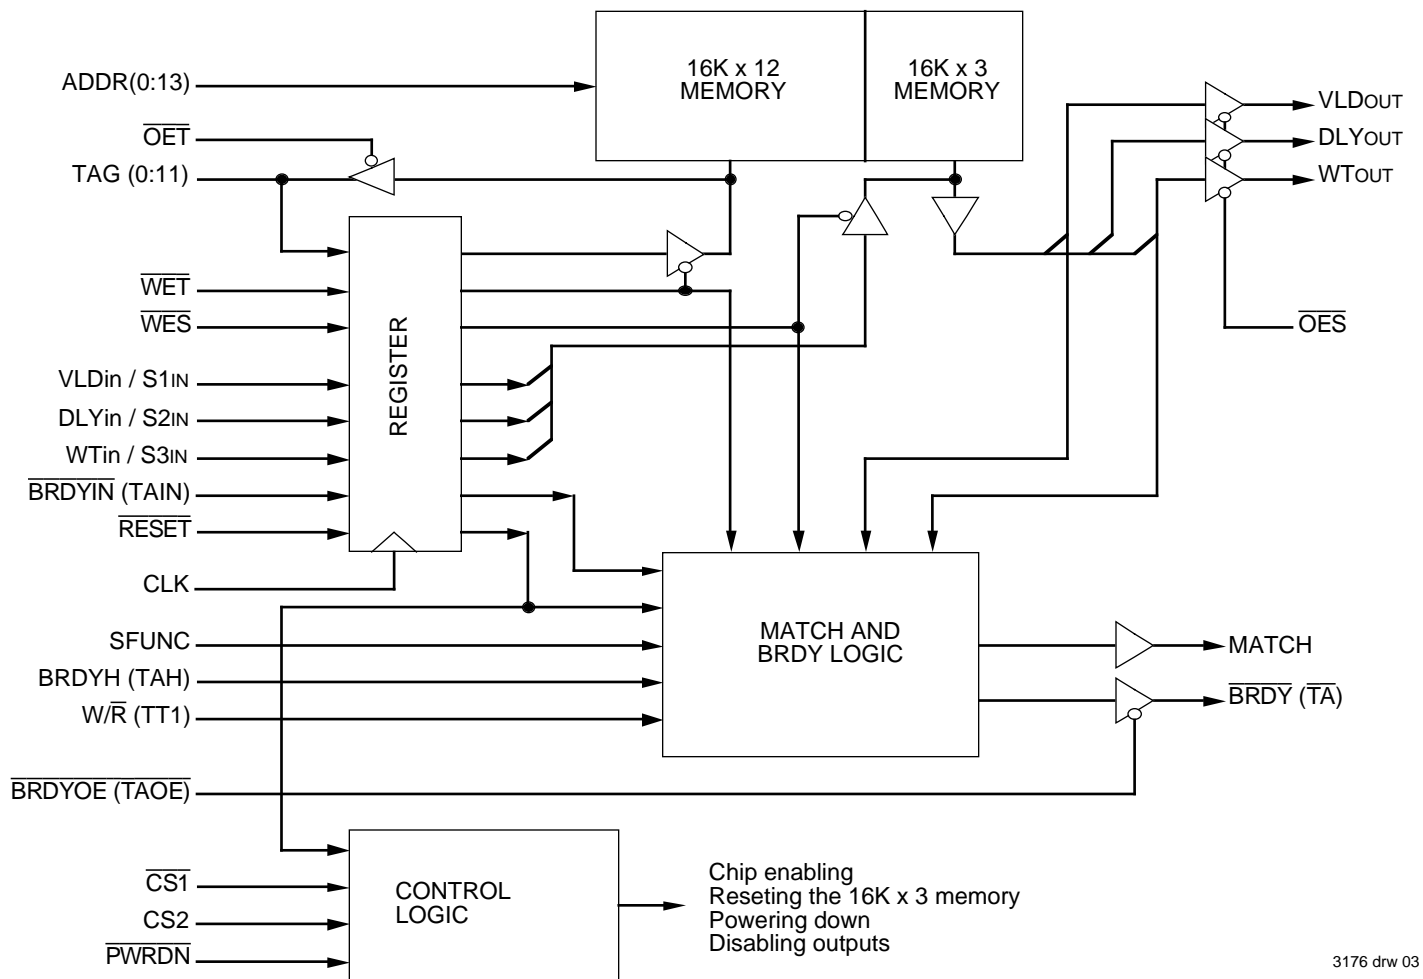 16K x 12
MEMORY
16K x 3
MEMORY
ADDR(0:13)
OET
TAG (0:11)
VLDOUT
DLYOUT
WTOUT
OES
WET
WES
VLDin / S1IN
DLYin / S2IN
WTin / S3IN
BRDYIN (TAIN)
RESET
CLK
REGISTER
SFUNC
BRDYH (TAH)
W/R (TT1)
MATCH AND
BRDY LOGIC
MATCH
BRDY (TA)
BRDYOE (TAOE)
CS1
CS2
PWRDN
CONTROL
LOGIC
Chip enabling
Reseting the 16K x 3 memory
Powering down
Disabling outputs
3176 drw 03